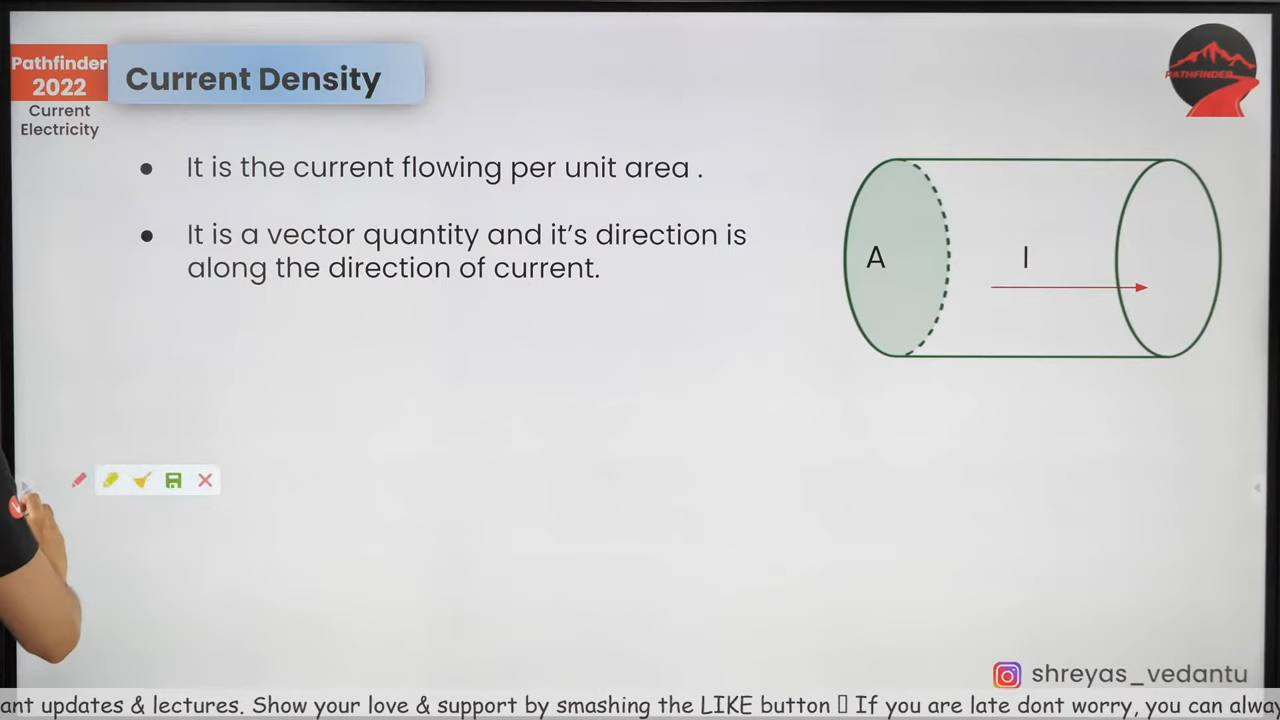 Pathfinder
2022
Current
Electricity
Current Density
PATHFINDER
It is the current flowing per unit area .
It is a vector quantity and it's direction is
along the direction of current.
A
I
shreyas_vedantu
ant updates & lectures. Show your love & support by smashing the LIKE button ▯ If you are late dont worry, you can alway